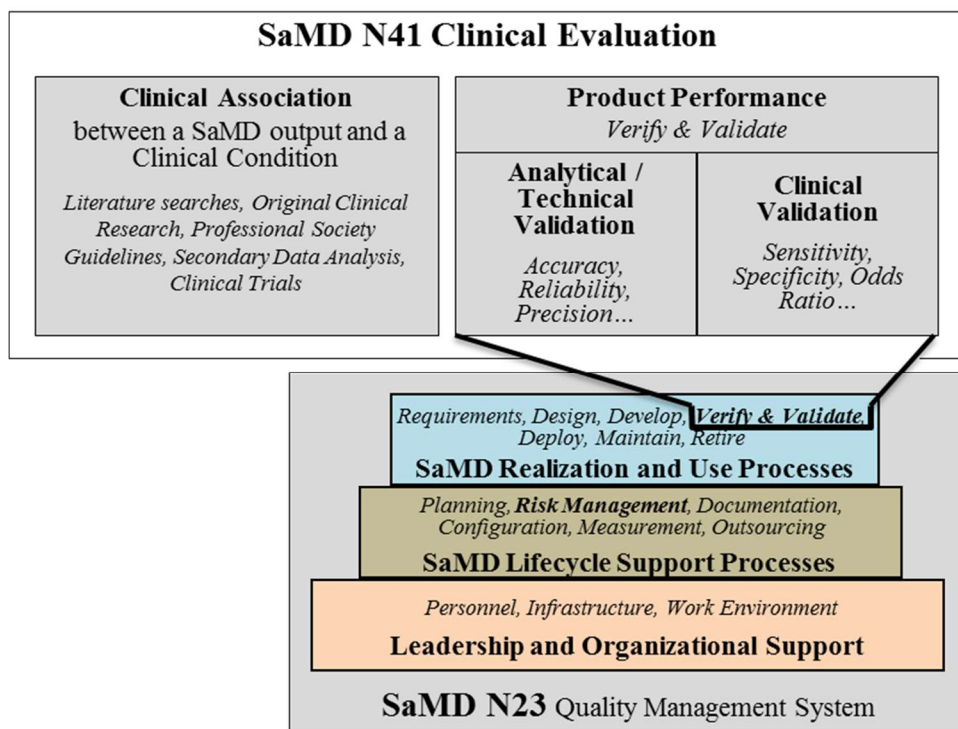 SaMD N41 Clinical Evaluation
Clinical Association
between a SaMD output and a
Clinical Condition
Literature searches, Original Clinical
Research, Professional Society
Guidelines, Secondary Data Analysis,
Clinical Trials
Product Performance
Verify & Validate
Analytical /
Technical
Validation
Accuracy,
Reliability,
Precision…
Clinical
Validation
Sensitivity,
Specificity, Odds
Ratio…
Requirements, Design, Develop, Verify & Validate,
Deploy, Maintain, Retire
SaMD Realization and Use Processes
Planning, Risk Management, Documentation,
Configuration, Measurement, Outsourcing
SaMD Lifecycle Support Processes
Personnel, Infrastructure, Work Environment
Leadership and Organizational Support
SaMD N23 Quality Management System